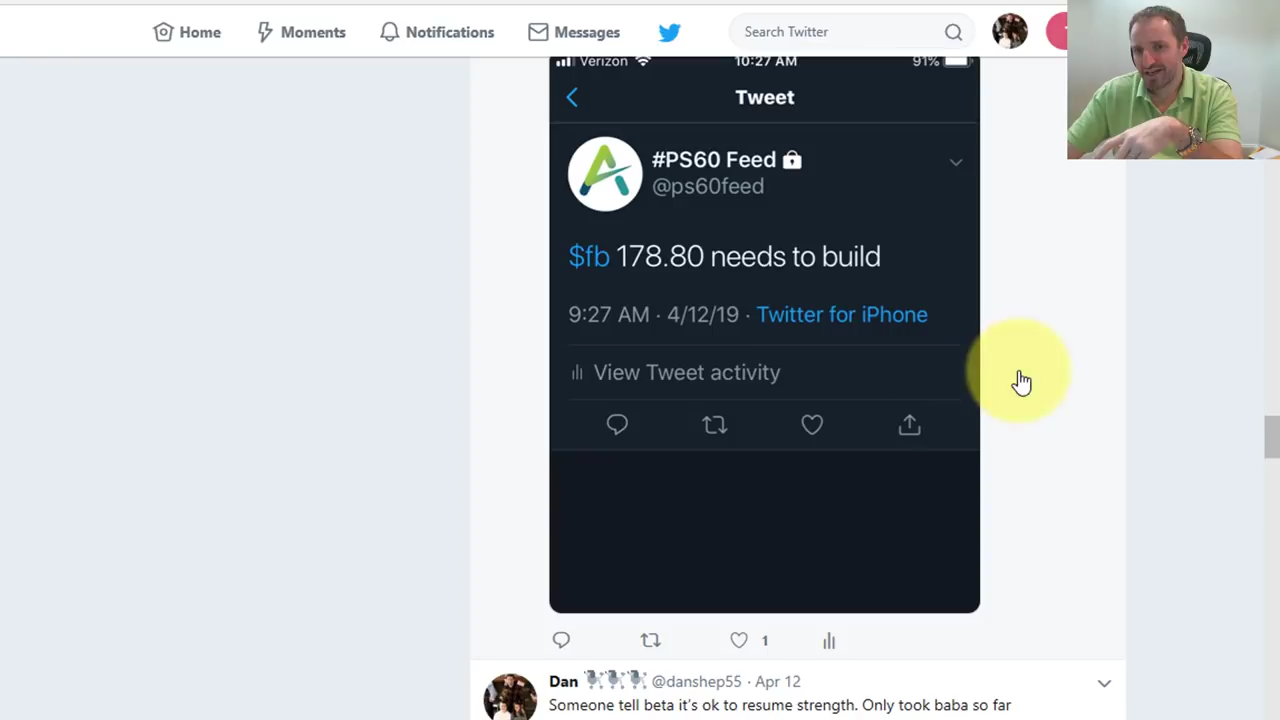 Home Moments Notifications Messages Search Twitter
Verizon 10:27 AM 91%
Tweet
#PS60 Feed
@ps60feed
$fb 178.80 needs to build
9:27 AM · 4/12/19 · Twitter for iPhone
View Tweet activity
1
Dan @danshep55 · Apr 12
Someone tell beta it's ok to resume strength. Only took baba so far